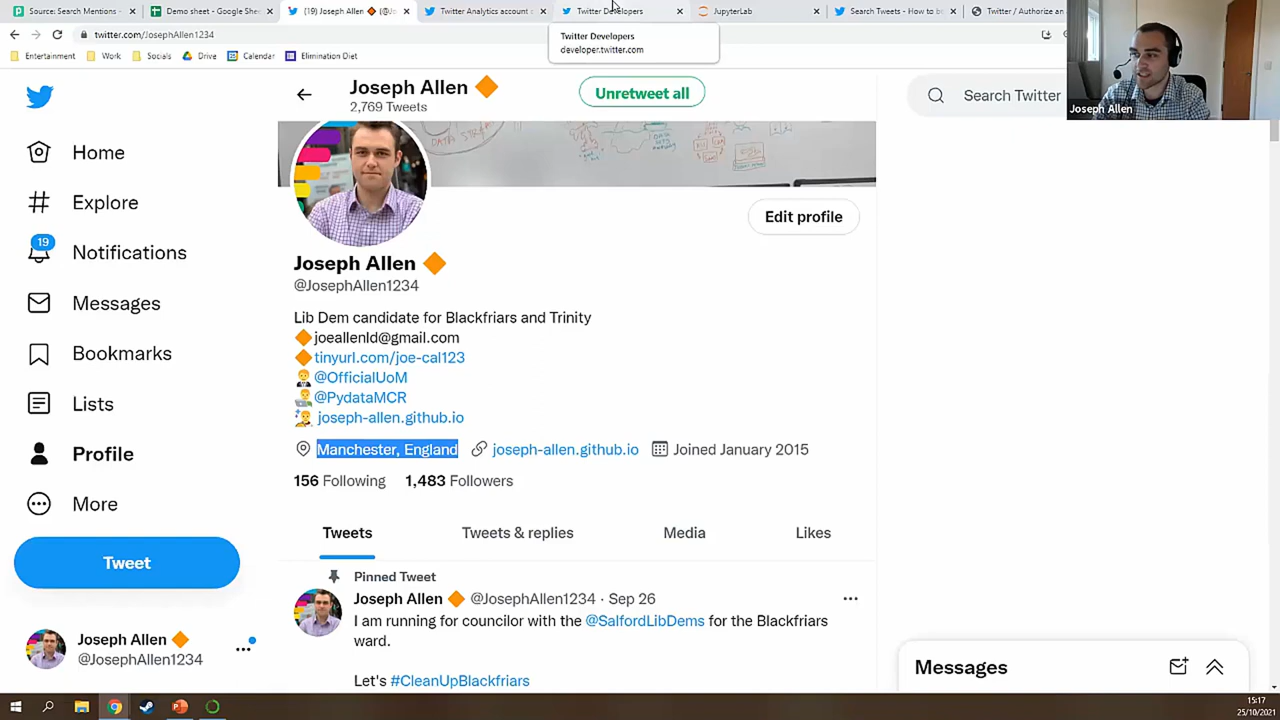 Source: Search Mentions -
Demo sheet - Google She
(19) Joseph Allen 🔶 (@Jo
Twitter Analytics account
Twitter Developers
JupyterLab
Search Tweets - How to b
Twitter / Authorize an
twitter.com/JosephAllen1234
Twitter Developers
developer.twitter.com
Entertainment
Work
Socials
Drive
Calendar
Elimination Diet
Joseph Allen 🔶
2,769 Tweets
Unretweet all
Search Twitter
Joseph Allen
Home
Explore
19
Notifications
Messages
Bookmarks
Lists
Profile
More
Tweet
Edit profile
Joseph Allen 🔶
@JosephAllen1234
Lib Dem candidate for Blackfriars and Trinity
🔶joeallenld@gmail.com
🔶tinyurl.com/joe-cal123
@OfficialUoM
@PydataMCR
joseph-allen.github.io
Manchester, England joseph-allen.github.io Joined January 2015
156 Following 1,483 Followers
Tweets Tweets & replies Media Likes
Pinned Tweet
Joseph Allen 🔶 @JosephAllen1234 · Sep 26
I am running for councilor with the @SalfordLibDems for the Blackfriars
ward.
Let's #CleanUpBlackfriars
Joseph Allen 🔶
@JosephAllen1234
Messages
15:17
25/10/2021